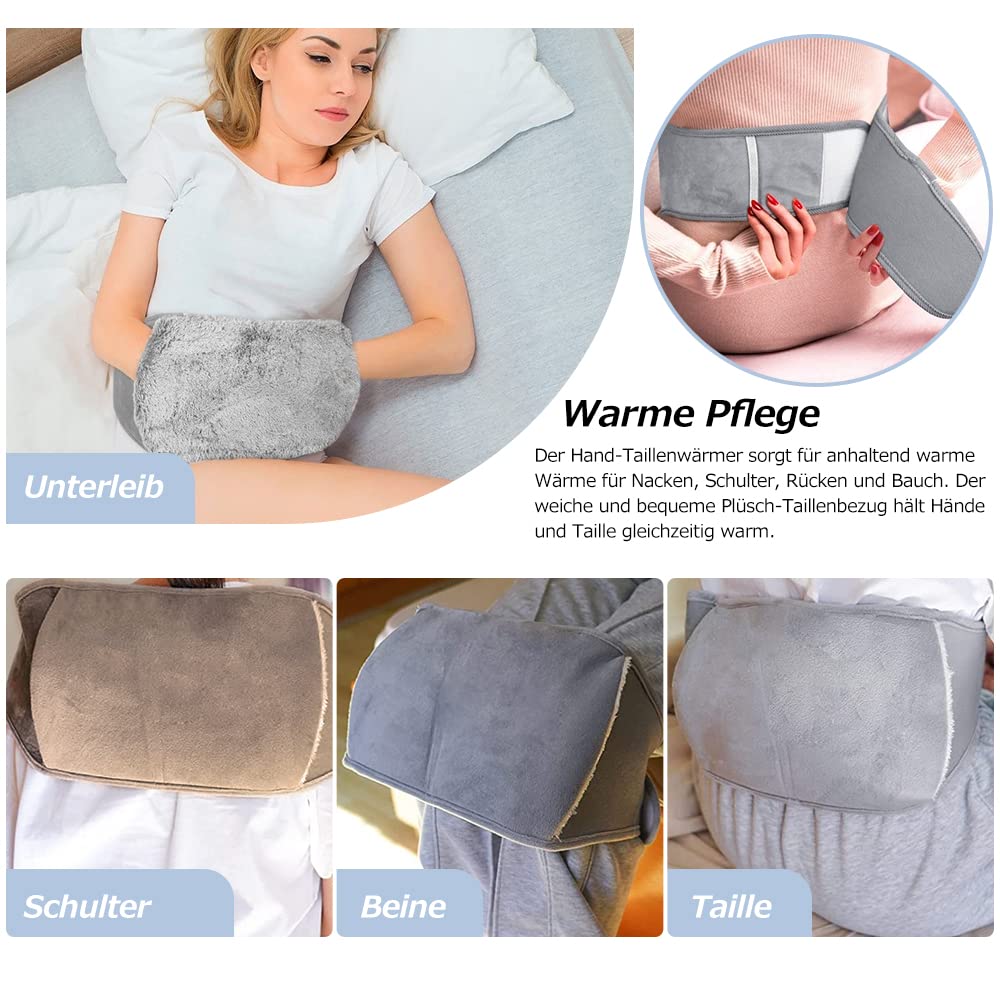 Unterleib
Warme Pflege
Der Hand-Taillenwärmer sorgt für anhaltend warme
Wärme für Nacken, Schulter, Rücken und Bauch. Der
weiche und bequeme Plüsch-Taillenbezug hält Hände
und Taille gleichzeitig warm.
Schulter
Beine
Taille